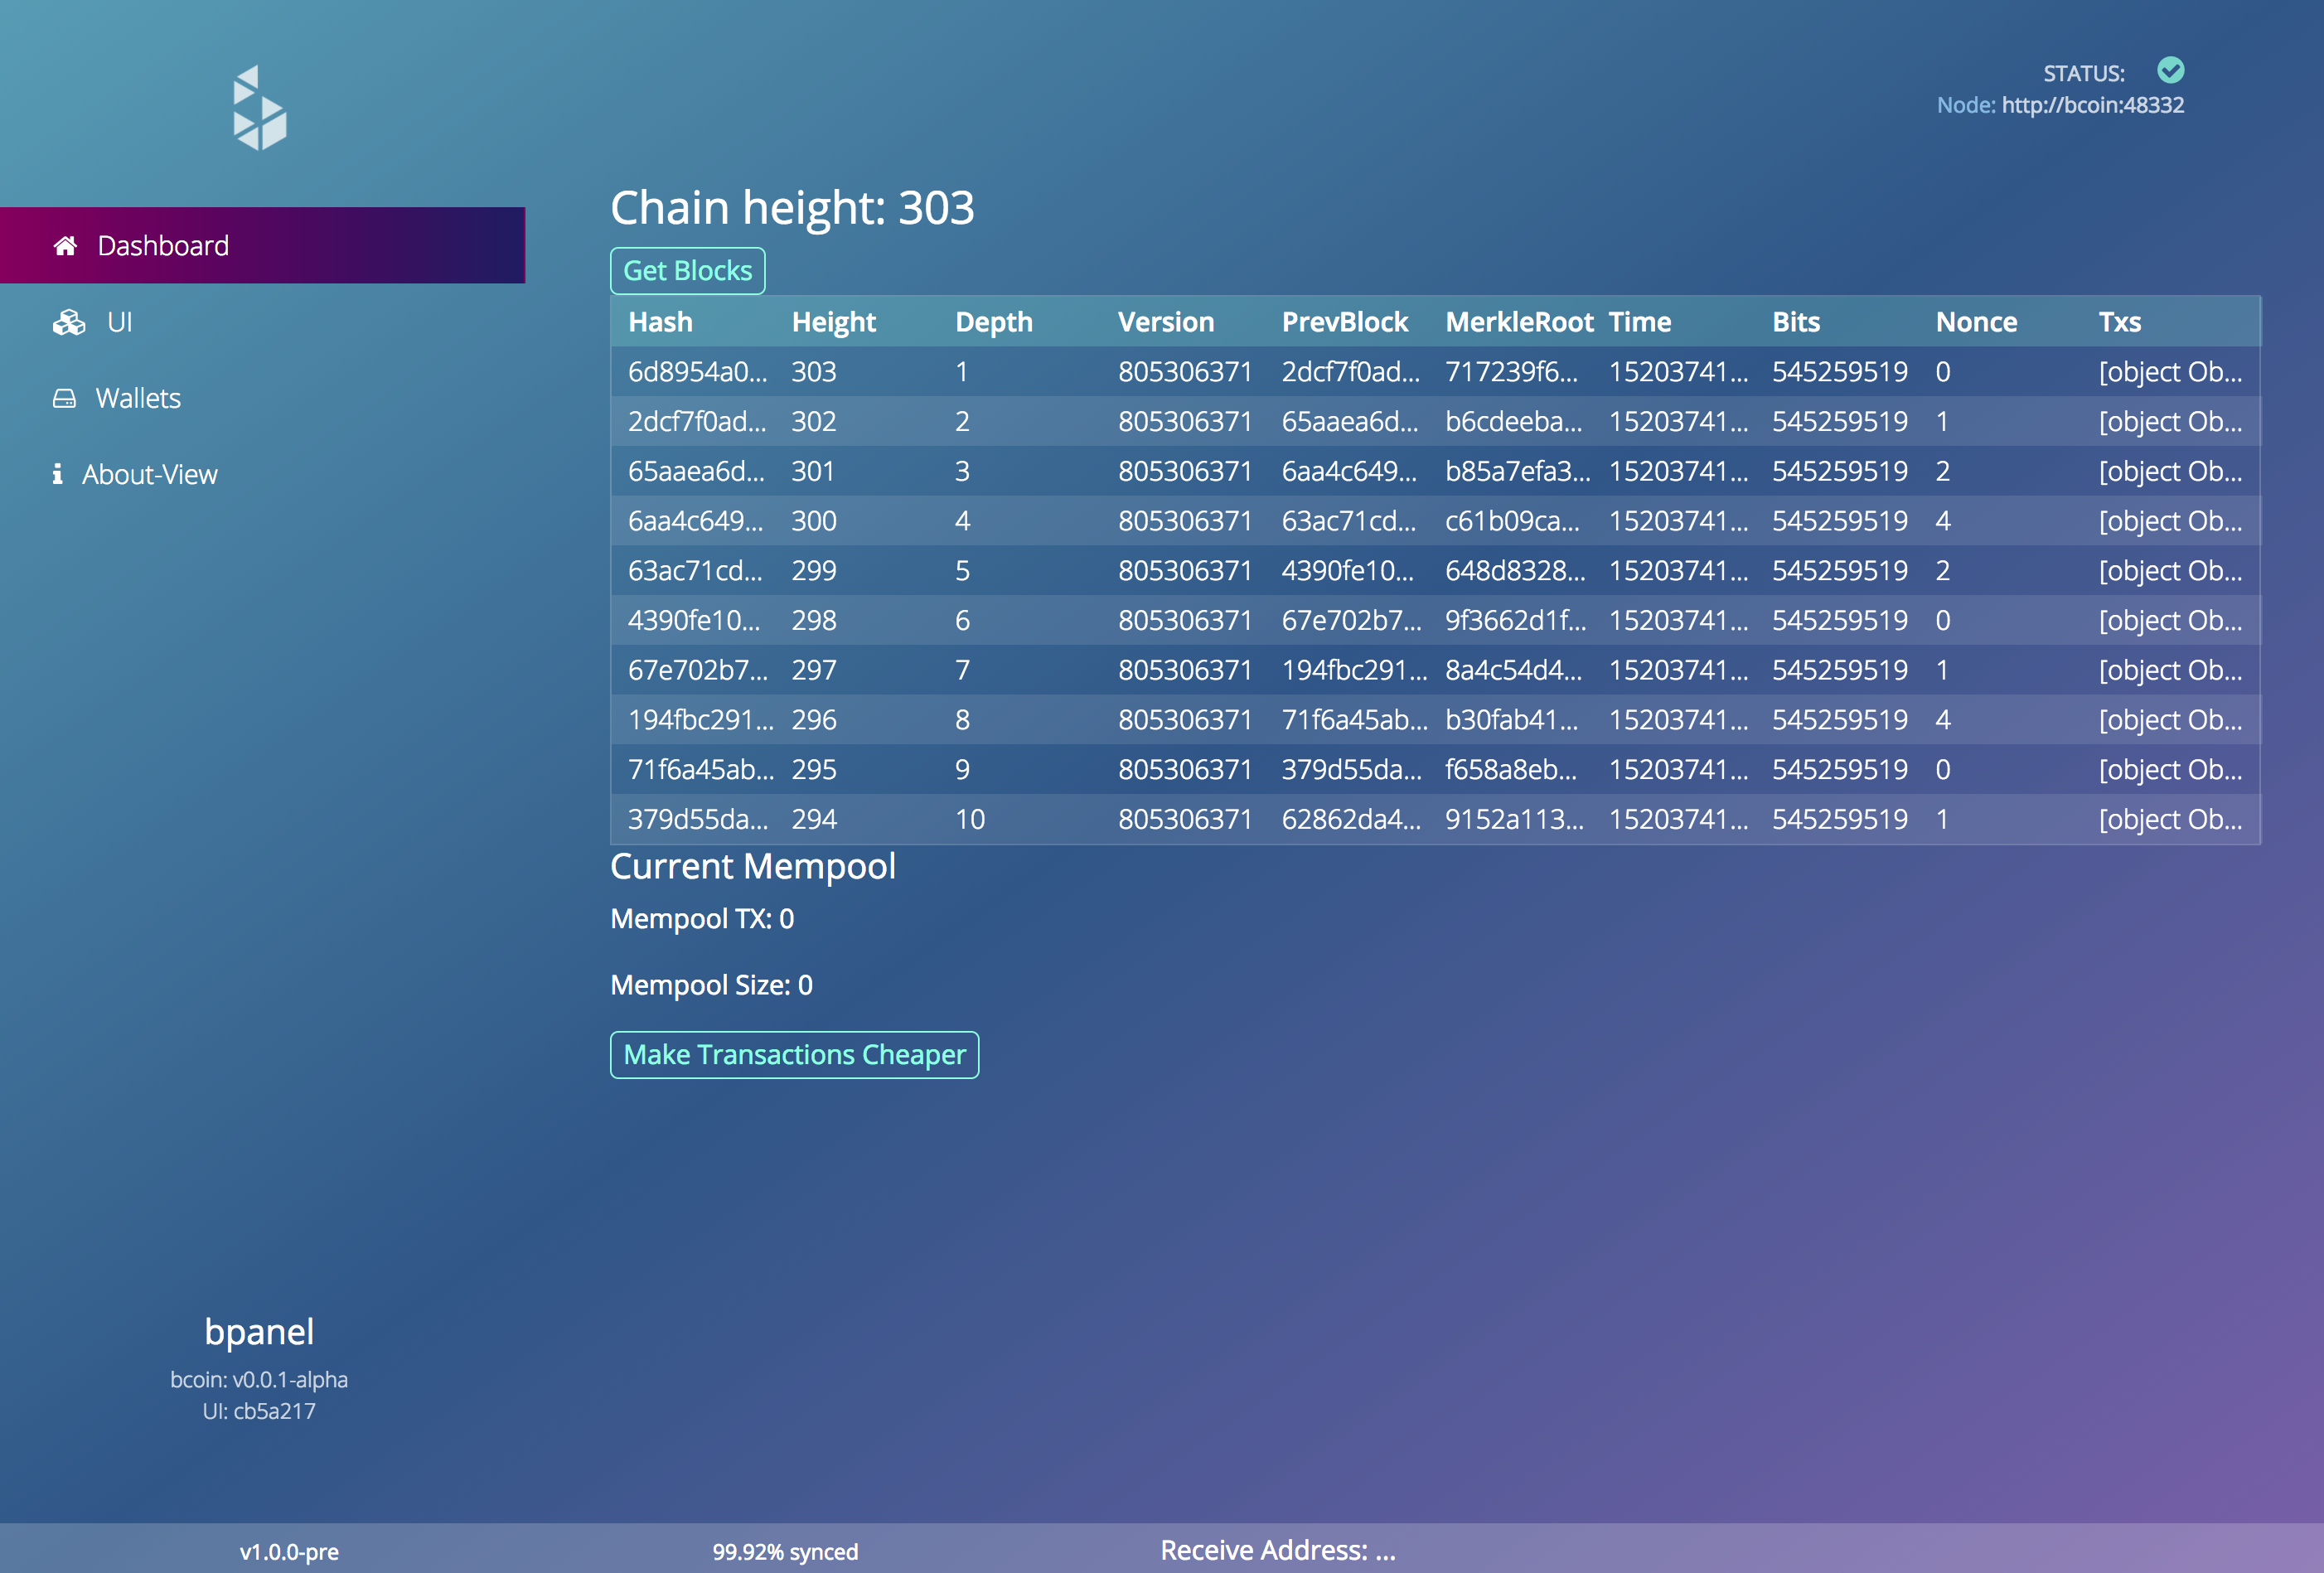 STATUS:
Node: http://bcoin:48332
Dashboard
UI
Wallets
About-View
Chain height: 303
Get Blocks
Hash Height Depth Version PrevBlock MerkleRoot Time Bits Nonce Txs
6d8954a0... 303 1 805306371 2dcf7f0ad... 717239f6... 15203741... 545259519 0 [object Ob...
2dcf7f0ad... 302 2 805306371 65aaea6d... b6cdeeba... 15203741... 545259519 1 [object Ob...
65aaea6d... 301 3 805306371 6aa4c649... b85a7efa3... 15203741... 545259519 2 [object Ob...
6aa4c649... 300 4 805306371 63ac71cd... c61b09ca... 15203741... 545259519 4 [object Ob...
63ac71cd... 299 5 805306371 4390fe10... 648d8328... 15203741... 545259519 2 [object Ob...
4390fe10... 298 6 805306371 67e702b7... 9f3662d1f... 15203741... 545259519 0 [object Ob...
67e702b7... 297 7 805306371 194fbc291... 8a4c54d4... 15203741... 545259519 1 [object Ob...
194fbc291... 296 8 805306371 71f6a45ab... b30fab41... 15203741... 545259519 4 [object Ob...
71f6a45ab... 295 9 805306371 379d55da... f658a8eb... 15203741... 545259519 0 [object Ob...
379d55da... 294 10 805306371 62862da4... 9152a113... 15203741... 545259519 1 [object Ob...
Current Mempool
Mempool TX: 0
Mempool Size: 0
Make Transactions Cheaper
bpanel
bcoin: v0.0.1-alpha
UI: cb5a217
v1.0.0-pre
99.92% synced
Receive Address: ...